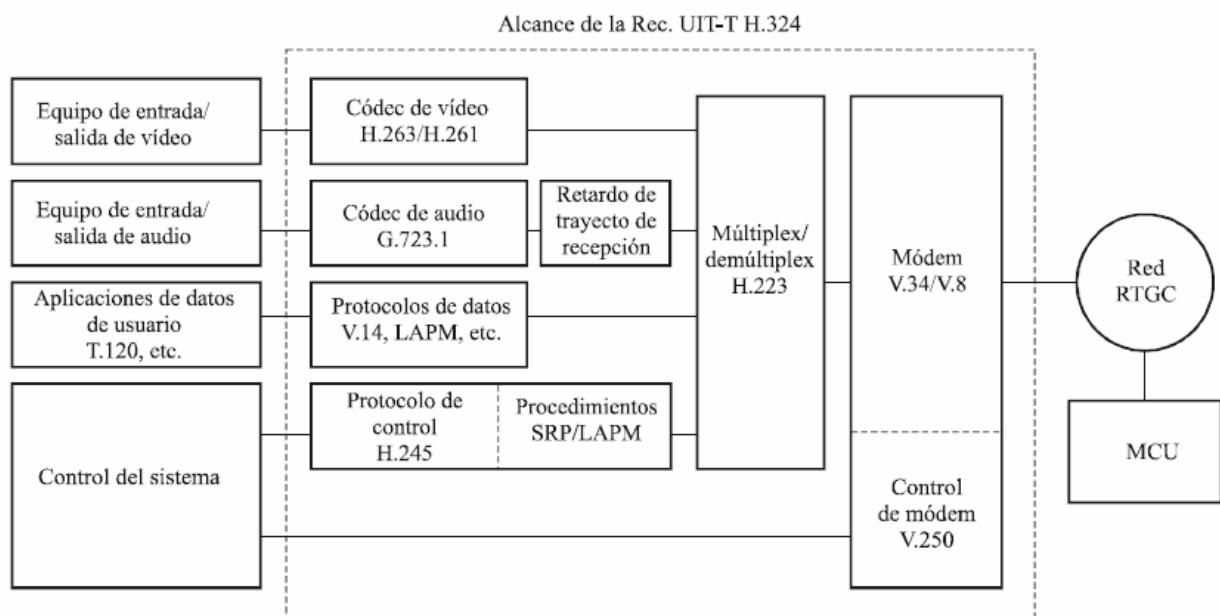 Alcance de la Rec. UIT-T H.324
Equipo de entrada/
salida de vídeo
Códec de vídeo
H.263/H.261
Equipo de entrada/
salida de audio
Códec de audio
G.723.1
Retardo de
trayecto de
recepción
Múltiplex/
demúltiplex
H.223
Módem
V.34/V.8
Red
RTGC
Aplicaciones de datos
de usuario
T.120, etc.
Protocolos de datos
V.14, LAPM, etc.
Control del sistema
Protocolo de
control
H.245
Procedimientos
SRP/LAPM
Control
de módem
V.250
MCU